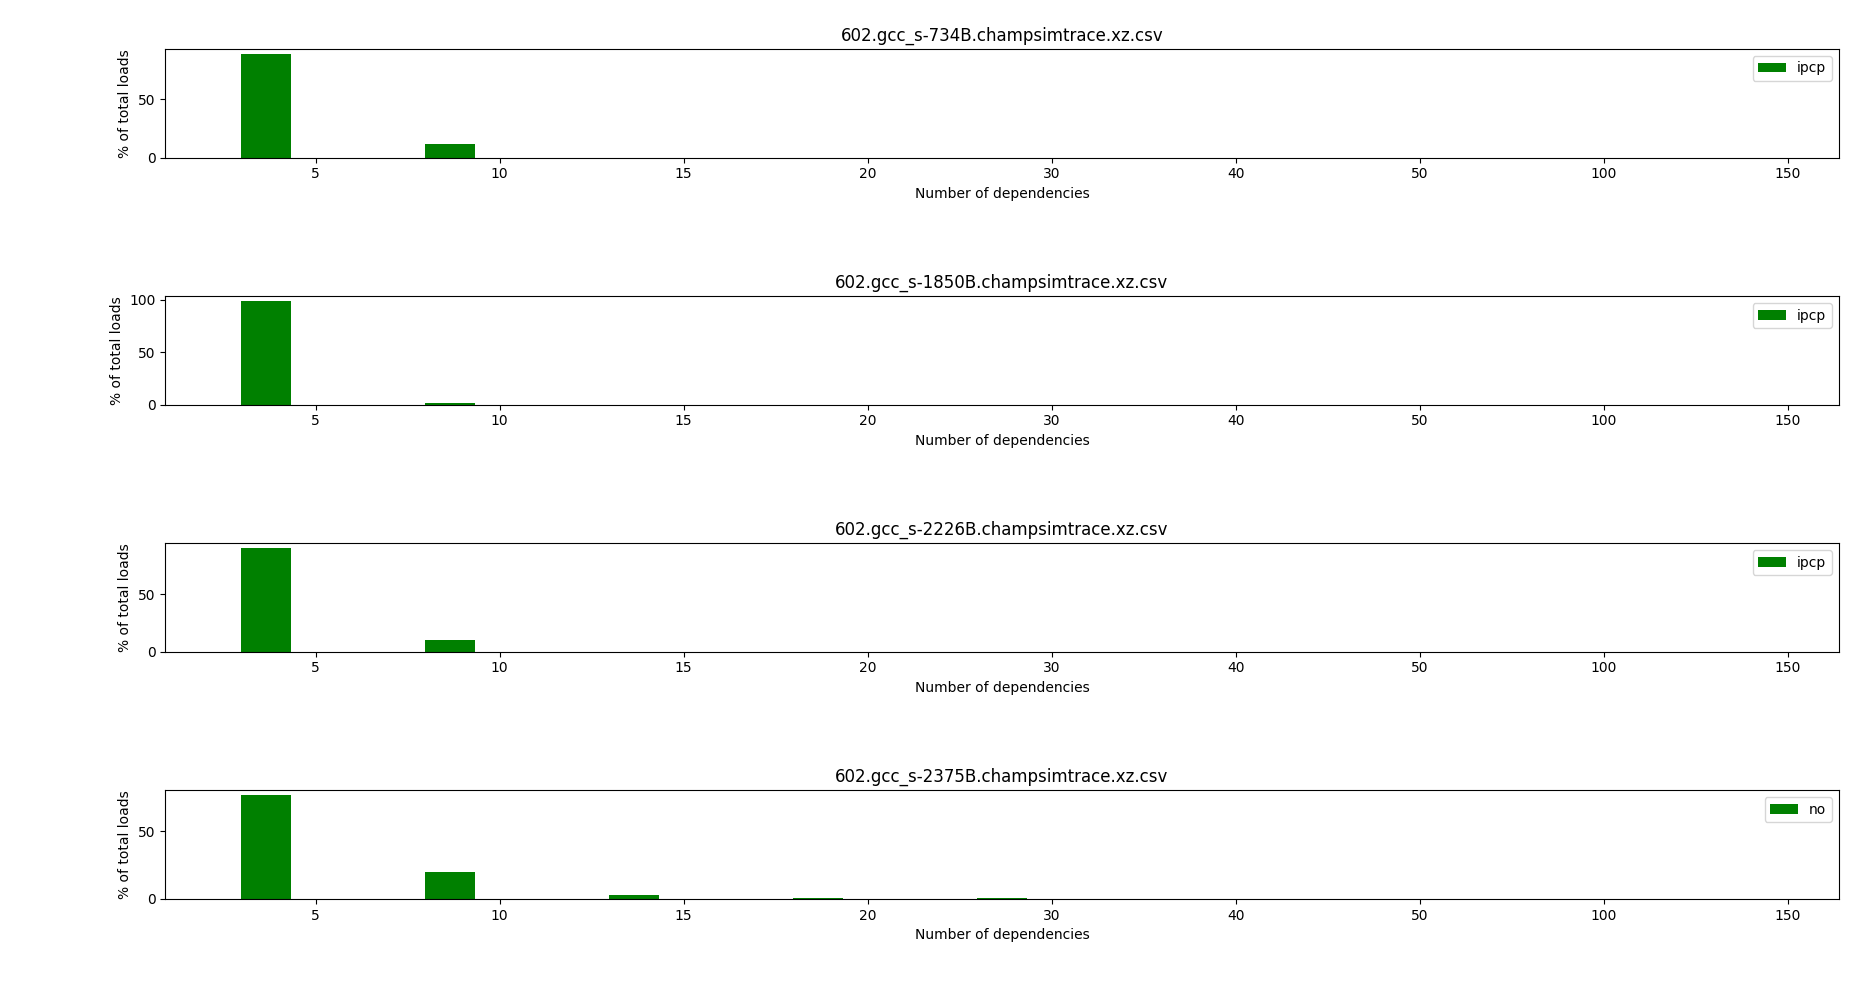 602.gcc_s-734B.champsimtrace.xz.csv
% of total loads
50
0
ipcp
5 10 15 20 30 40 50 100 150
Number of dependencies
602.gcc_s-1850B.champsimtrace.xz.csv
% of total loads
100
50
0
ipcp
5 10 15 20 30 40 50 100 150
Number of dependencies
602.gcc_s-2226B.champsimtrace.xz.csv
% of total loads
50
0
ipcp
5 10 15 20 30 40 50 100 150
Number of dependencies
602.gcc_s-2375B.champsimtrace.xz.csv
% of total loads
50
0
no
5 10 15 20 30 40 50 100 150
Number of dependencies